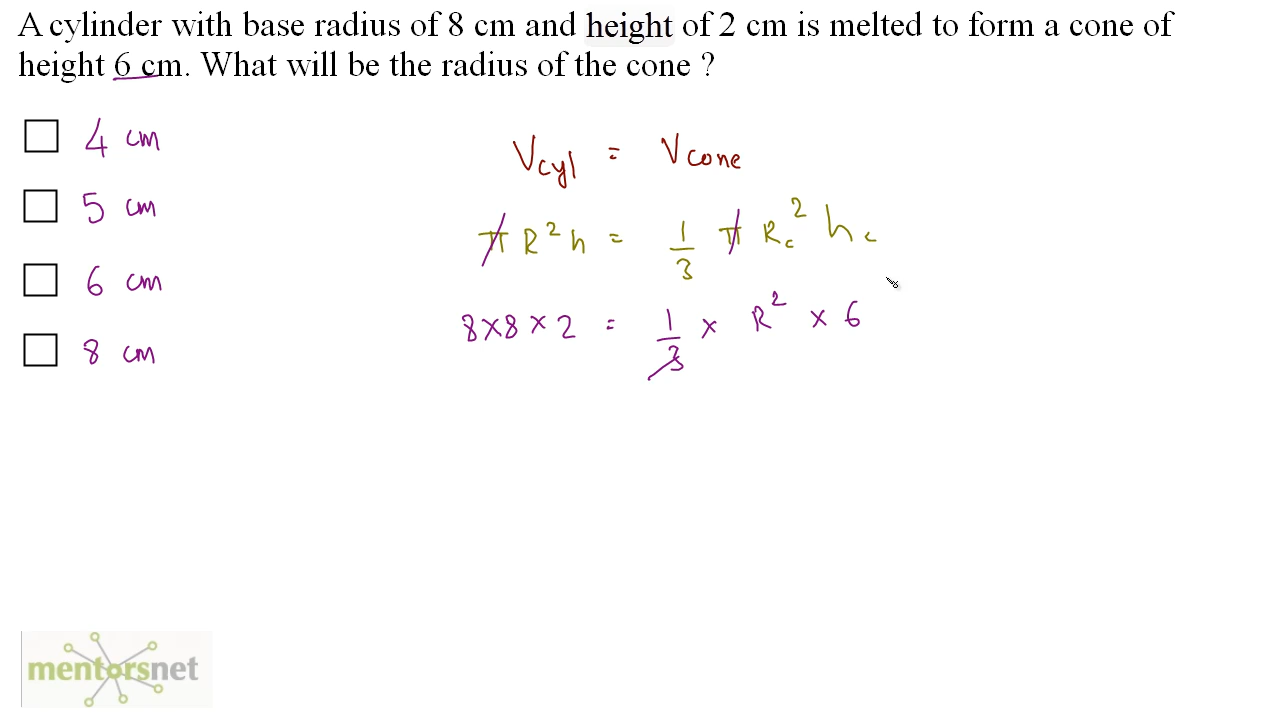 A cylinder with base radius of 8 cm and height of 2 cm is melted to form a cone of
height 6 cm. What will be the radius of the cone ?
4 cm
5 cm
6 cm
8 cm
Vcyl = Vcone
πR²h = 1/3 πRc²hc
8×8×2 = 1/3 × R² × 6
mentorsnet